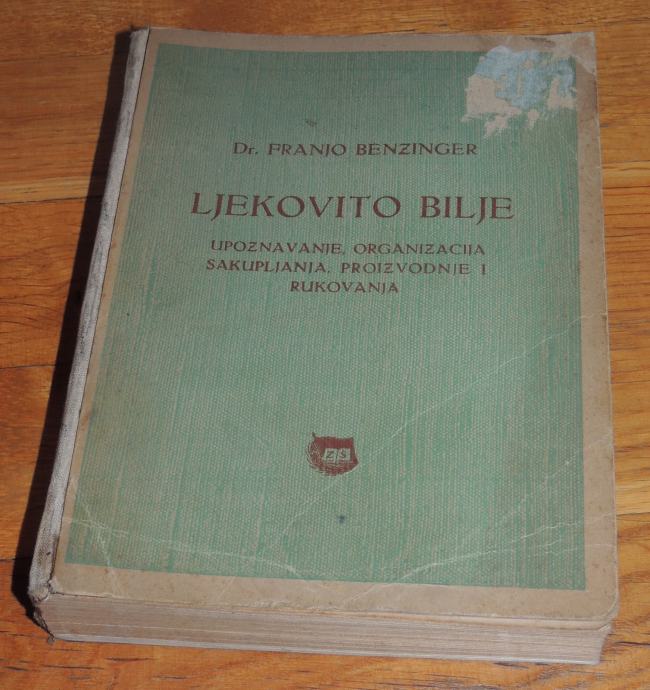 Dr. FRANJO BENZINGER
LJEKOVITO BILJE
UPOZNAVANJE, ORGANIZACIJA
SAKUPLJANJA, PROIZVODNJE I
RUKOVANJA
Z S